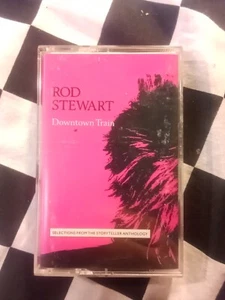 ROD
STEWART
Downtown Train
SELECTIONS FROM THE STORYTELLER ANTHOLOGY